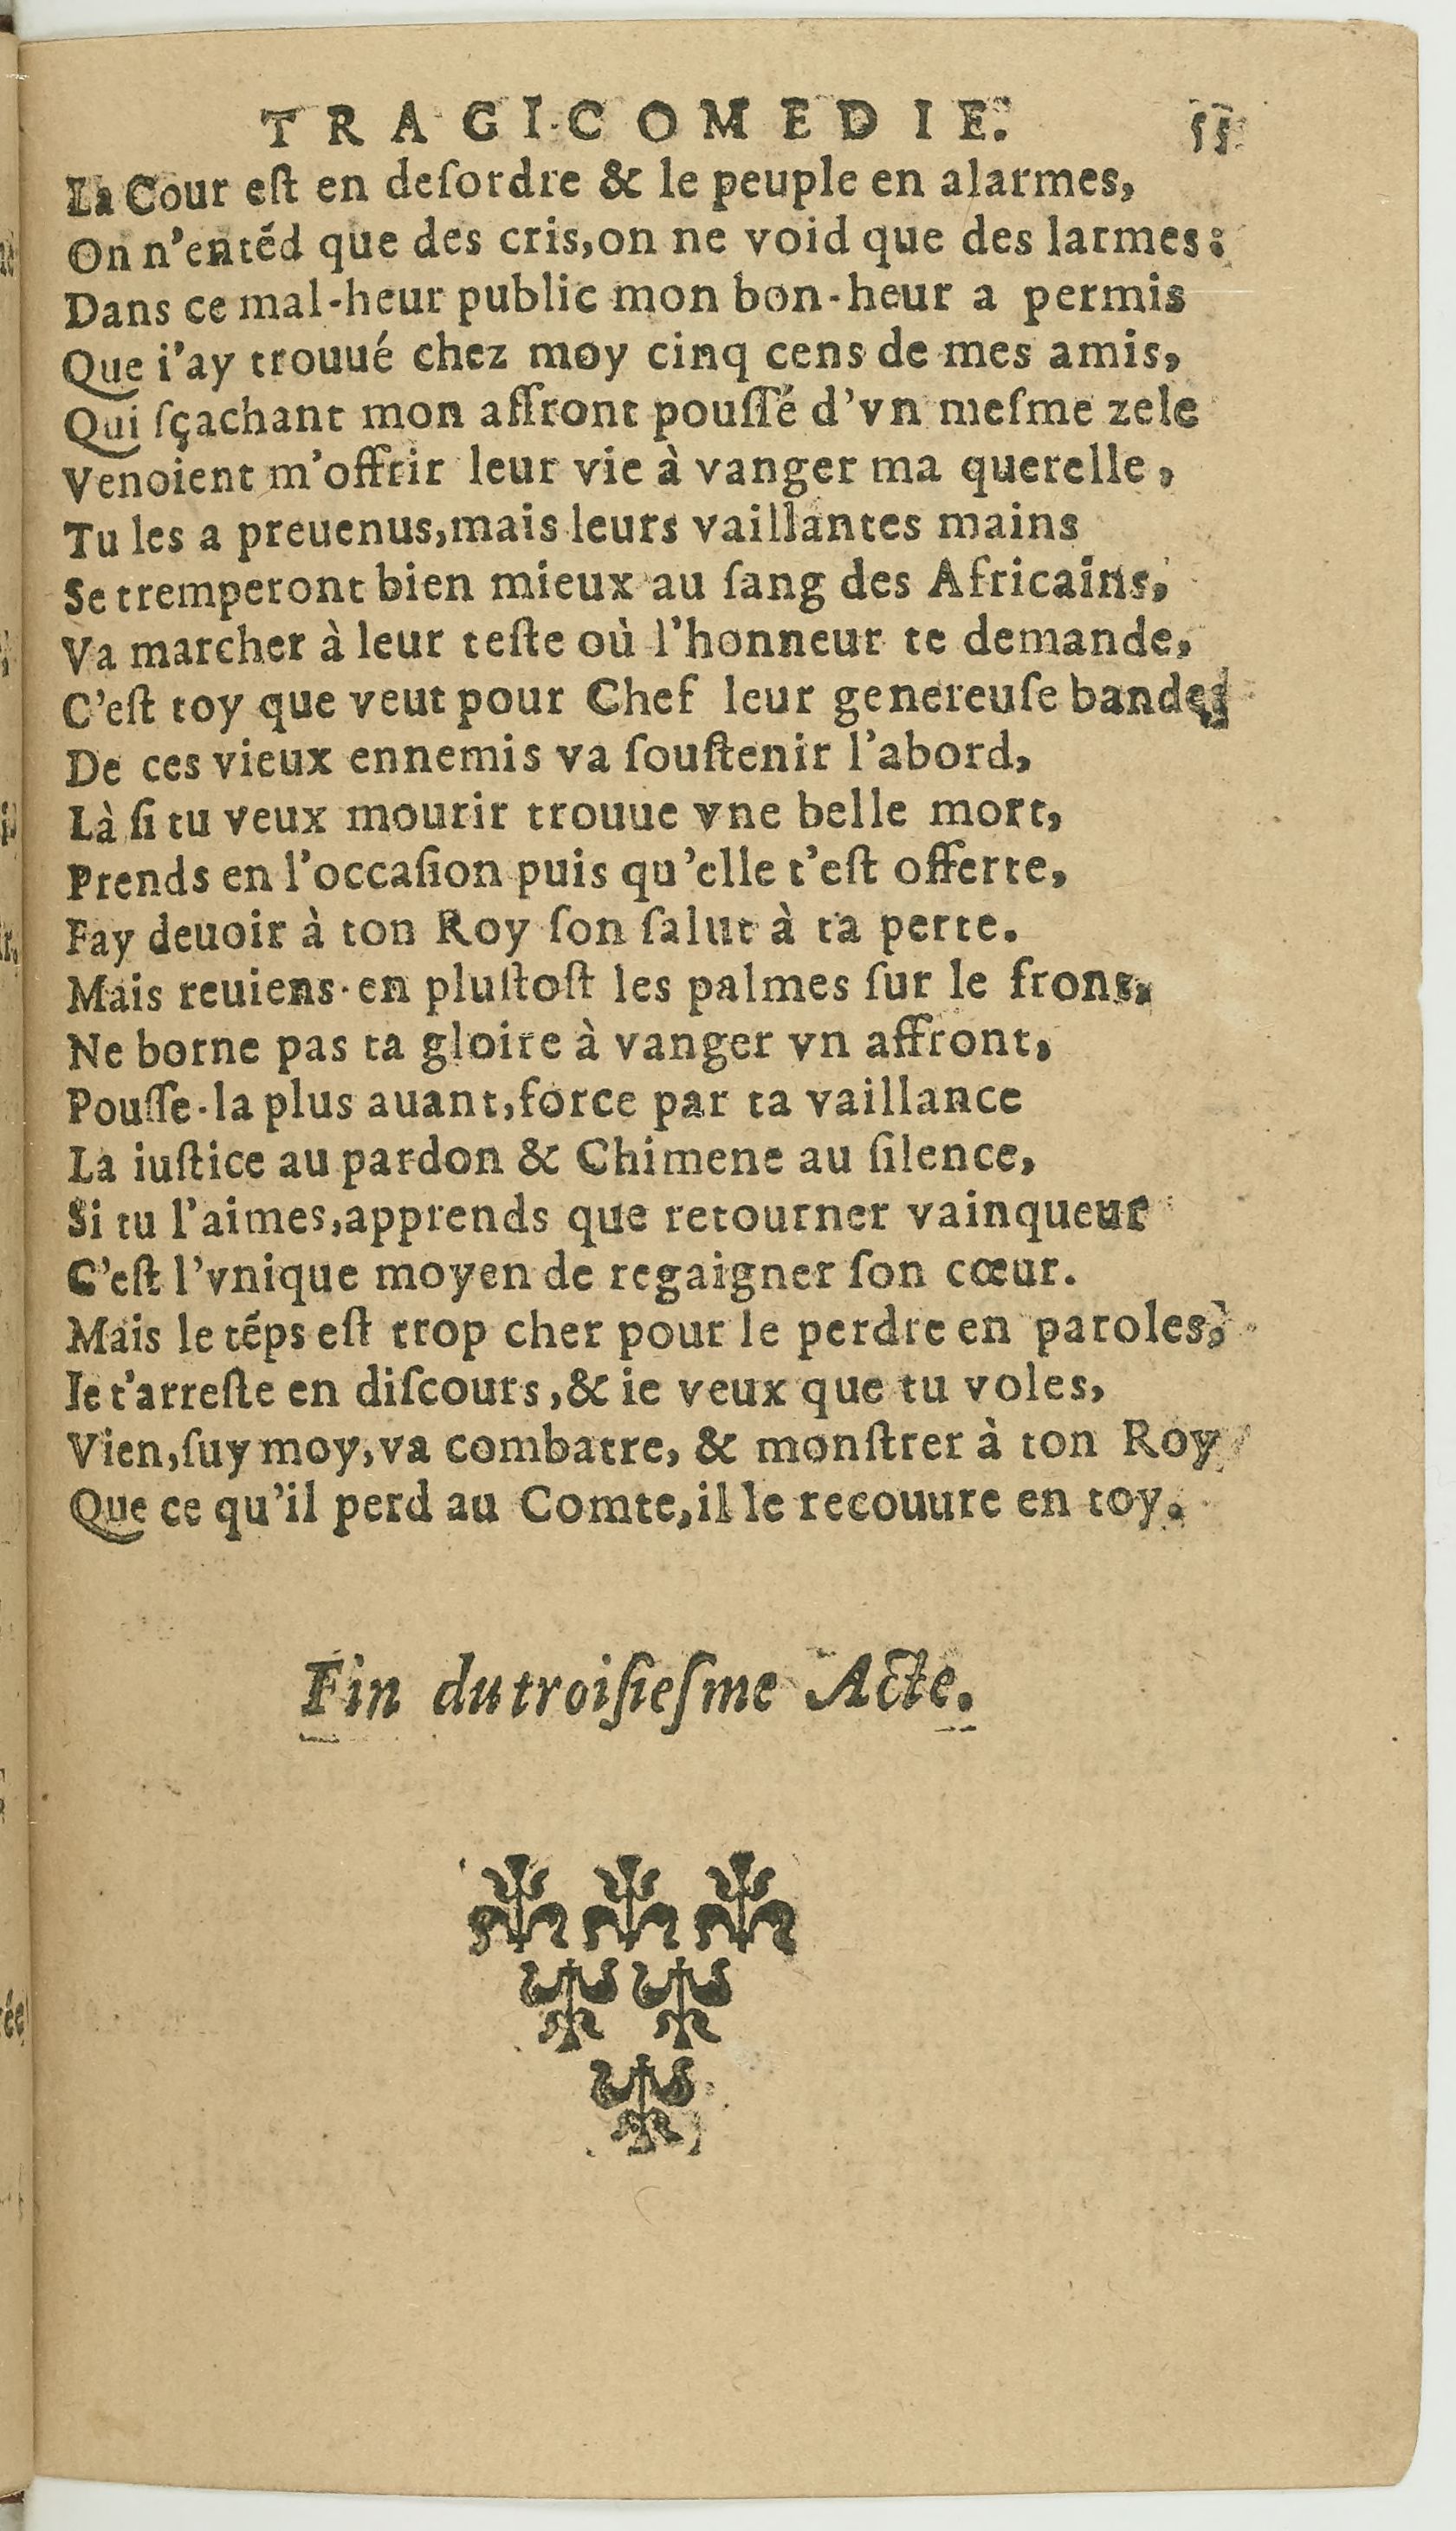 TRAGICOMEDIE. 55
La Cour eſt en deſordre & le peuple en alarmes,
On n'entéd que des cris,on ne void que des larmes:
Dans ce mal-heur public mon bon-heur a permis
Que i'ay trouué chez moy cinq cens de mes amis,
Qui ſçachant mon affront pouſſé d'vn meſme zele
Venoient m'offrir leur vie à vanger ma querelle,
Tu les a preuenus,mais leurs vaillantes mains
Se tremperont bien mieux au ſang des Africains,
Va marcher à leur teſte où l'honneur te demande,
C'eſt toy que veut pour Chef leur genereuſe bande,
De ces vieux ennemis va ſouſtenir l'abord,
Là ſi tu veux mourir trouue vne belle mort,
Prends en l'occaſion puis qu'elle t'eſt offerte,
Fay deuoir à ton Roy ſon ſalut à ta perte.
Mais reuiens-en pluſtoſt les palmes ſur le front,
Ne borne pas ta gloire à vanger vn affront,
Pouſſe-la plus auant,force par ta vaillance
La iuſtice au pardon & Chimene au ſilence,
Si tu l'aimes,apprends que retourner vainqueur
C'eſt l'vnique moyen de regaigner ſon cœur.
Mais le téps eſt trop cher pour le perdre en paroles,
Ie t'arreſte en diſcours,& ie veux que tu voles,
Vien,ſuy moy,va combatre, & monſtrer à ton Roy
Que ce qu'il perd au Comte,il le recouure en toy.
Fin du troiſieſme Acte.